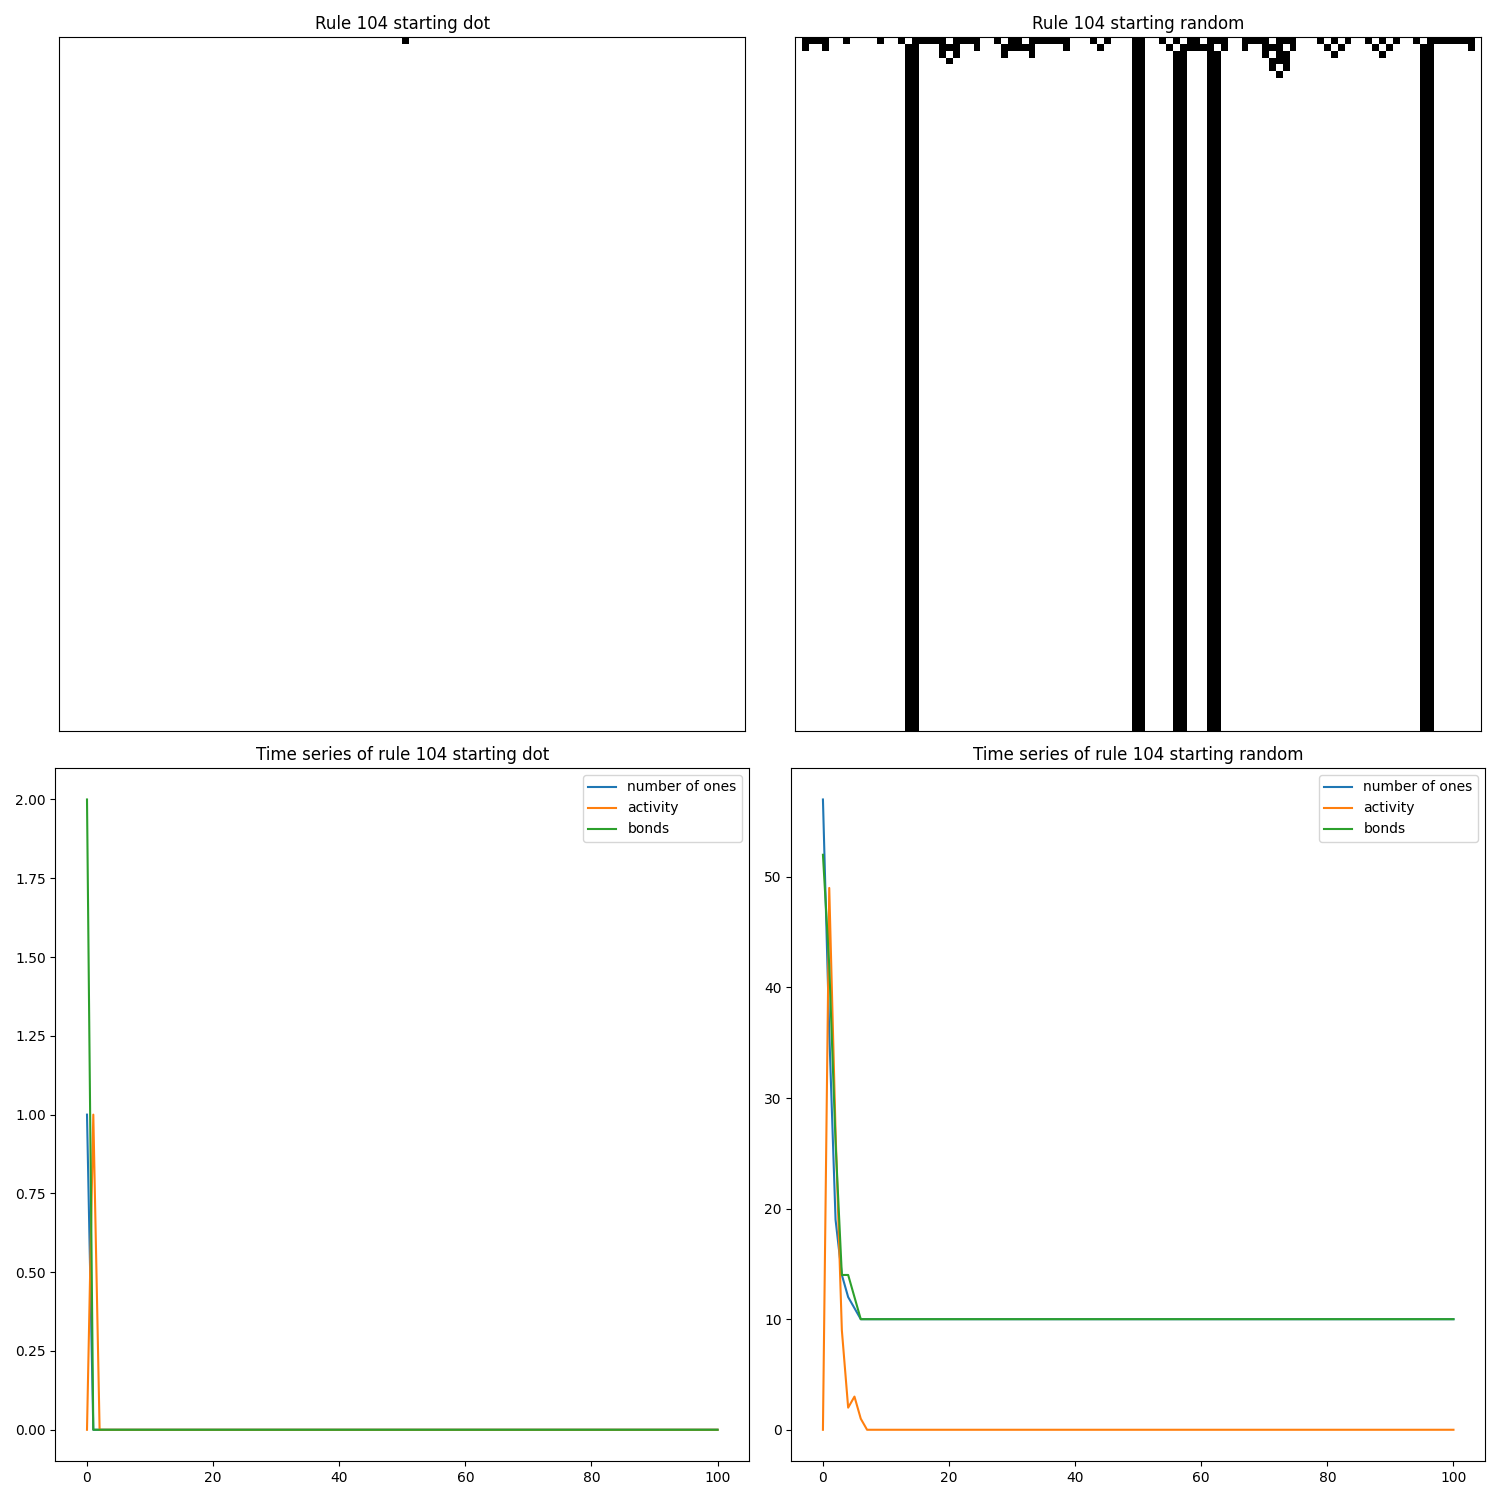 Rule 104 starting dot
Rule 104 starting random
Time series of rule 104 starting dot
number of ones
activity
bonds
2.00
1.75
1.50
1.25
1.00
0.75
0.50
0.25
0.00
0 20 40 60 80 100
Time series of rule 104 starting random
number of ones
activity
bonds
50
40
30
20
10
0
0 20 40 60 80 100